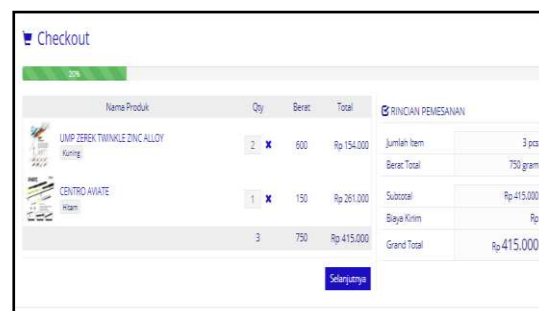 Checkout
20%
Nama Produk Qty Berat Total
UMP ZEREK TWINKLE ZINC ALLOY 2 600 Rp 154.000
Kuning
CENTRO AVIATE 1 150 Rp 261.000
Hitam
3 750 Rp 415.000
Selanjutnya
RINCIAN PEMESANAN
Jumlah Item 3 pcs
Berat Total 750 gram
Subtotal Rp 415.000
Biaya Kirim Rp
Grand Total Rp 415.000